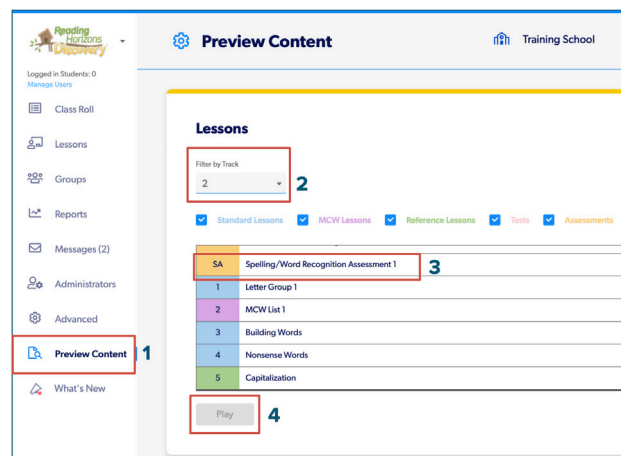 Reading
Horizons
Discovery
Logged in Students: 0
Manage Users
Class Roll
Lessons
Groups
Reports
Messages (2)
Administrators
Advanced
Preview Content
1
What's New
Preview Content
Training School
Lessons
Filter by Track
2
2
Standard Lessons MCW Lessons Reference Lessons Tests Assessments
SA Spelling/Word Recognition Assessment 1
3
1 Letter Group 1
2 MCW List 1
3 Building Words
4 Nonsense Words
5 Capitalization
Play
4